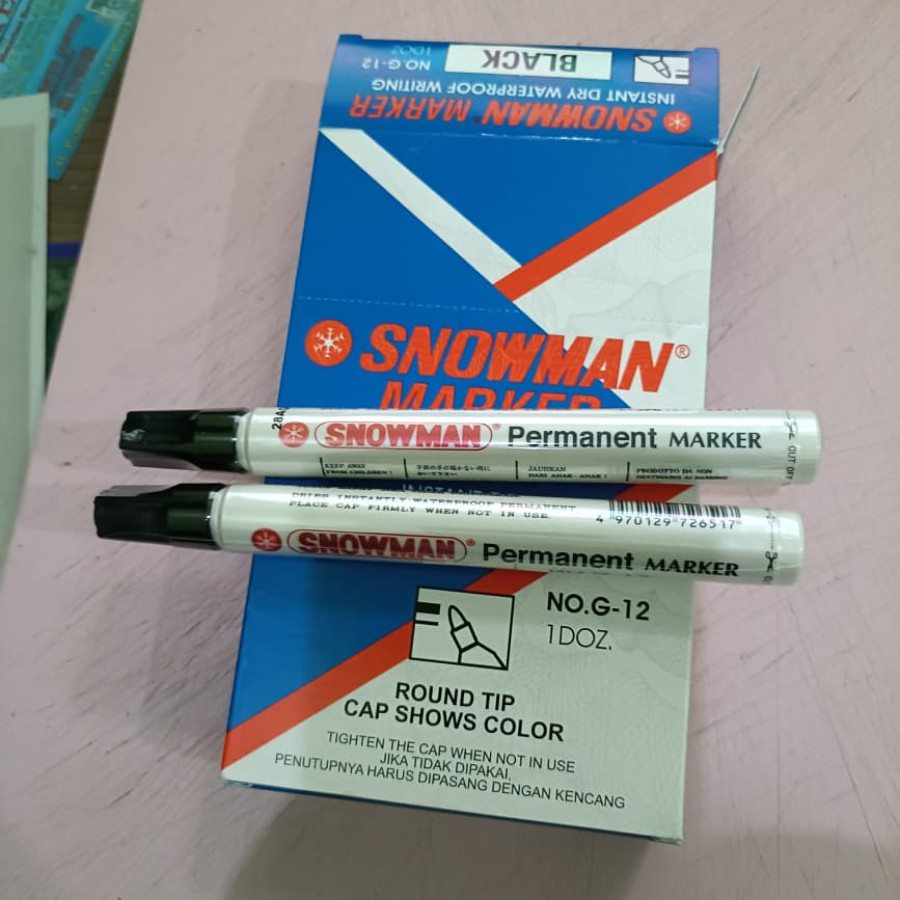 NO.G-12
1DOZ
BLACK
INSTANT DRY WATERPROOF WRITING
SNOWMAN MARKER
SNOWMAN®
MARKER
SNOWMAN® Permanent MARKER
KEEP AWAY
FROM CHILDREN !
JAUHKAN
DARI ANAK - ANAK !
PRODOTTO DA NON
DRIES INSTANTLY WATERPROOF PERMANENT
PLACE CAP FIRMLY WHEN NOT IN USE
4 970129 726517
SNOWMAN® Permanent MARKER
NO.G-12
1DOZ.
ROUND TIP
CAP SHOWS COLOR
TIGHTEN THE CAP WHEN NOT IN USE
JIKA TIDAK DIPAKAI,
PENUTUPNYA HARUS DIPASANG DENGAN KENCANG